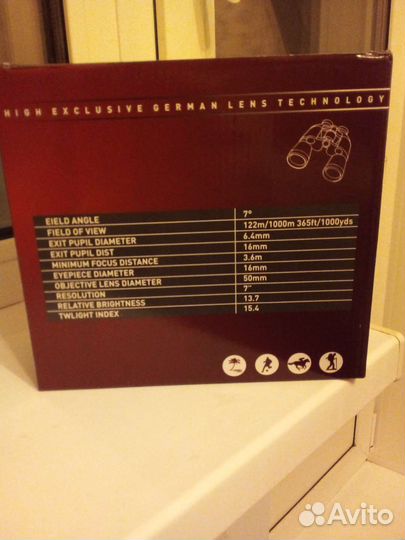 HIGH EXCLUSIVE GERMAN LENS TECHNOLOGY
EIELD ANGLE 7°
FIELD OF VIEW 122m/1000m 365ft/1000yds
EXIT PUPIL DIAMETER 6.4mm
EXIT PUPIL DIST 16mm
MINIMUM FOCUS DISTANCE 3.6m
EYEPIECE DIAMETER 16mm
OBJECTIVE LENS DIAMETER 50mm
RESOLUTION 7"
RELATIVE BRIGHTNESS 13.7
TWLIGHT INDEX 15.4
Avito